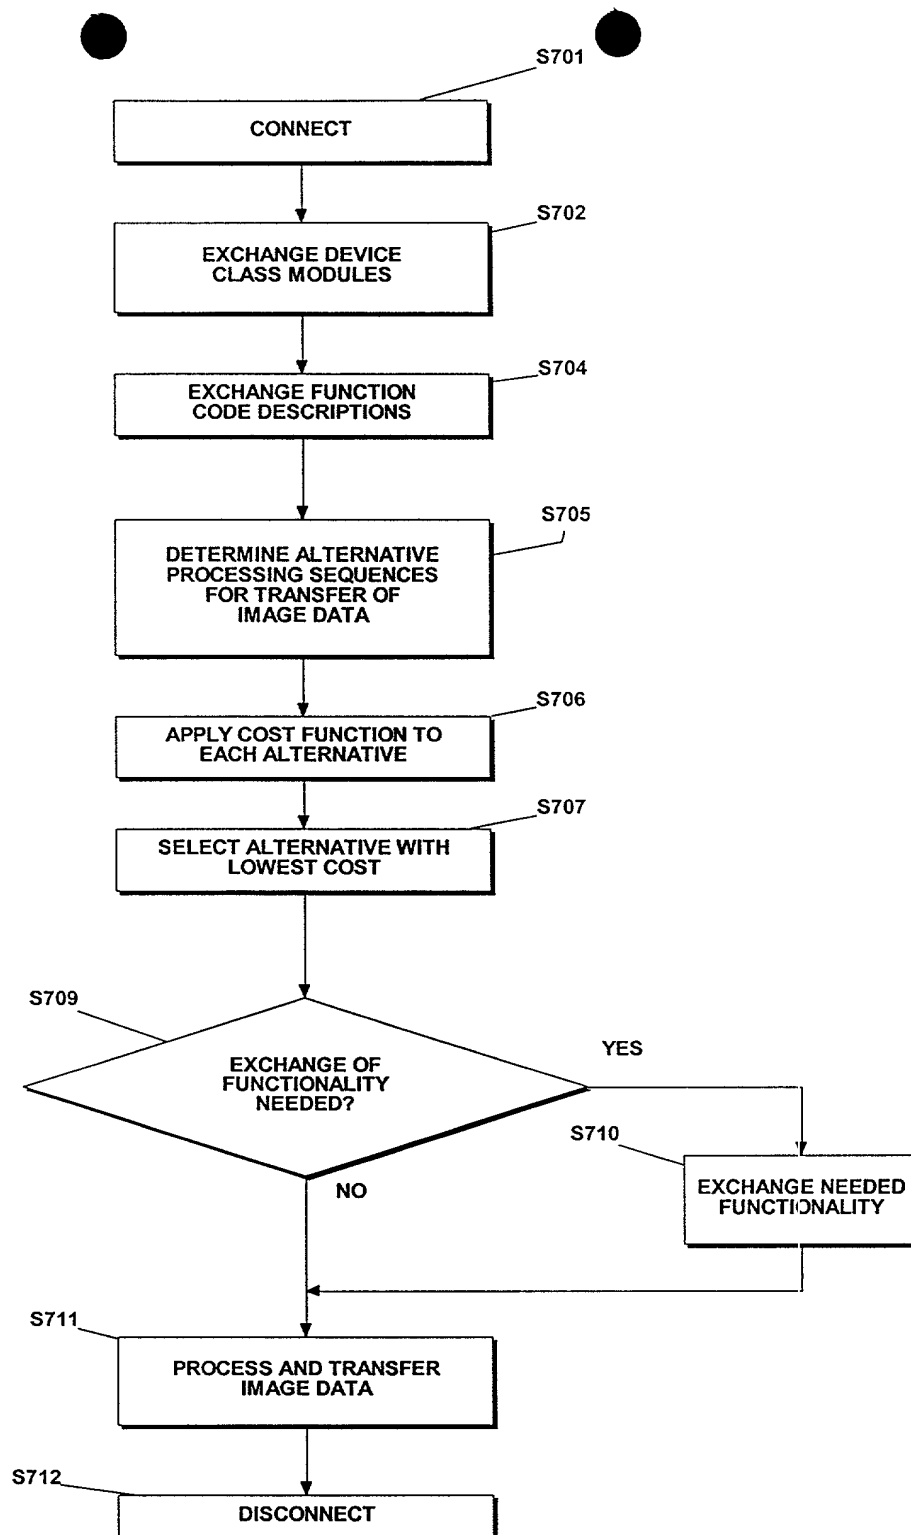 S701
CONNECT
S702
EXCHANGE DEVICE
CLASS MODULES
S704
EXCHANGE FUNCTION
CODE DESCRIPTIONS
S705
DETERMINE ALTERNATIVE
PROCESSING SEQUENCES
FOR TRANSFER OF
IMAGE DATA
S706
APPLY COST FUNCTION TO
EACH ALTERNATIVE
S707
SELECT ALTERNATIVE WITH
LOWEST COST
S709
EXCHANGE OF
FUNCTIONALITY
NEEDED?
YES
S710
EXCHANGE NEEDED
FUNCTIONALITY
NO
S711
PROCESS AND TRANSFER
IMAGE DATA
S712
DISCONNECT